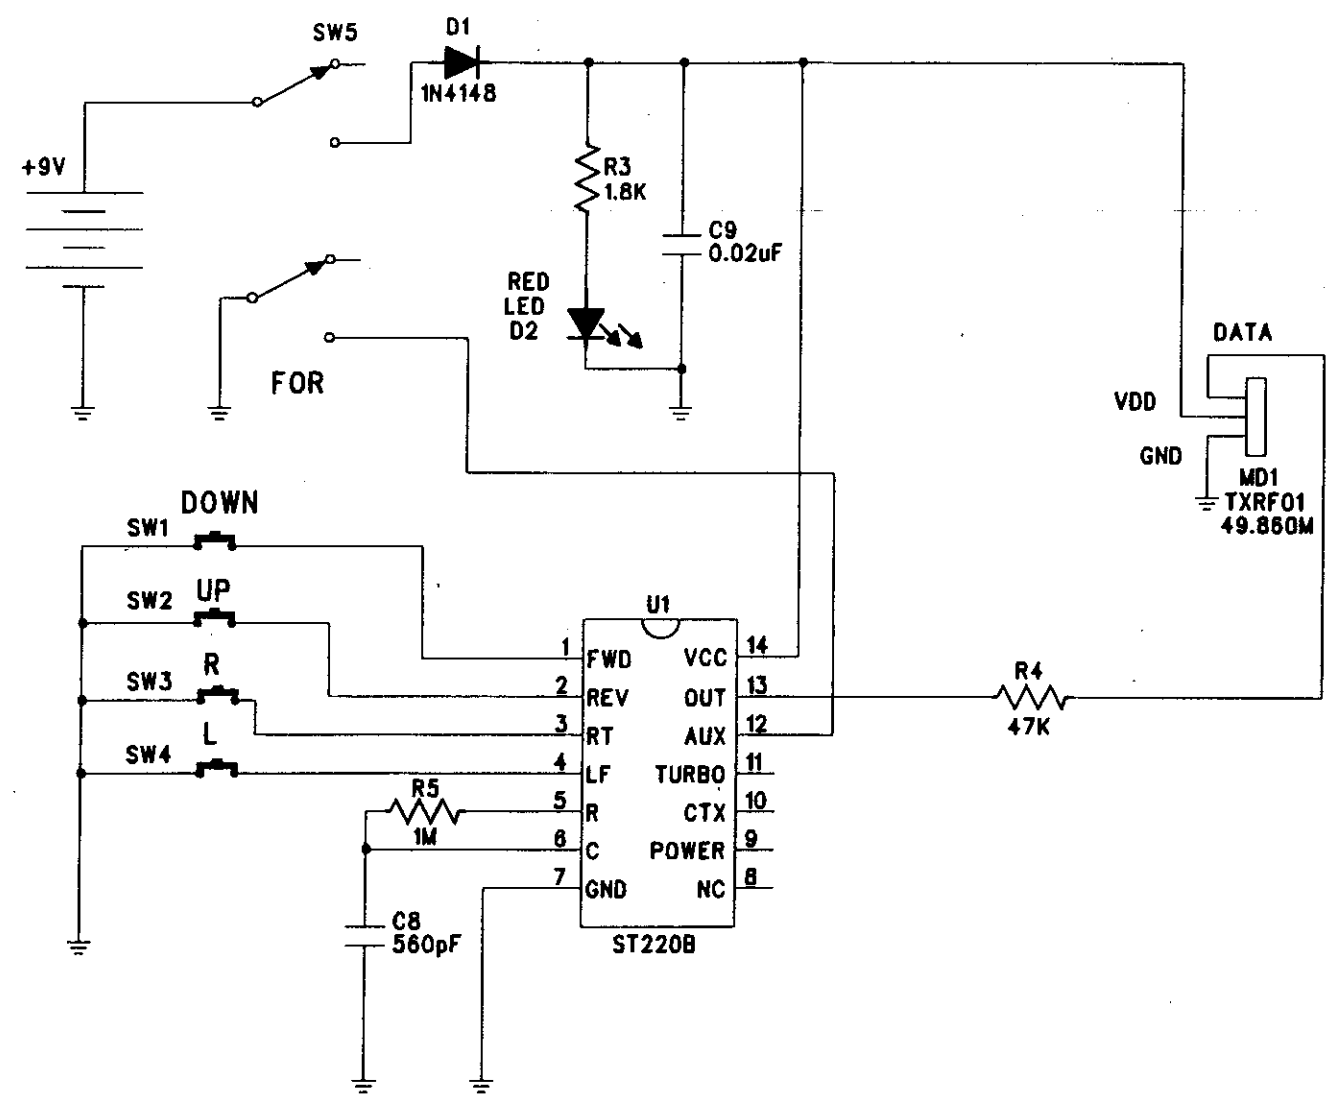 SW5
D1
1N4148
+9V
R3
1.8K
C9
0.02uF
RED
LED
D2
FOR
DATA
VDD
GND
MD1
TXRF01
49.860M
DOWN
SW1
UP
SW2
R
SW3
L
SW4
U1
1 FWD VCC 14
2 REV OUT 13
3 RT AUX 12
4 LF TURBO 11
5 R CTX 10
6 C POWER 9
7 GND NC 8
ST220B
R4
47K
R5
1M
C8
560pF